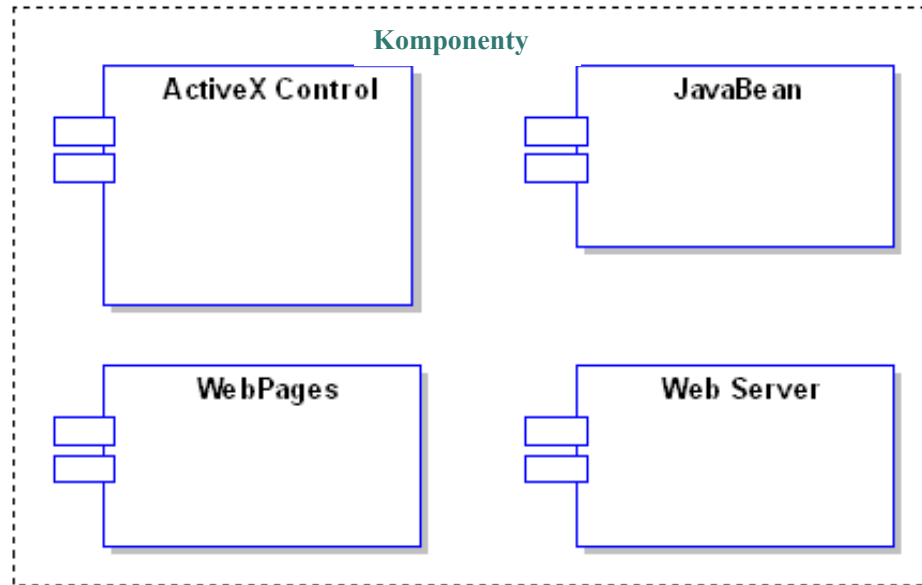 Komponenty
ActiveX Control
JavaBean
WebPages
Web Server